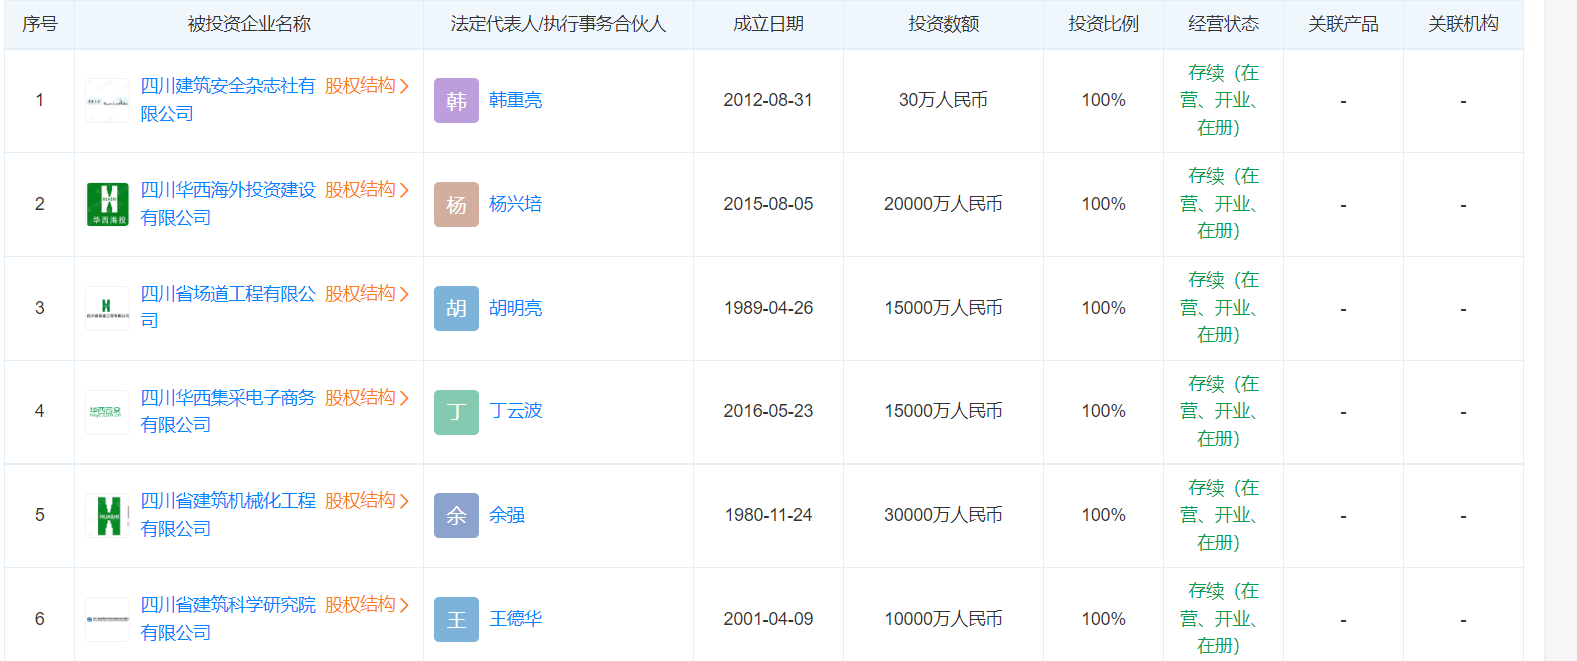 序号 被投资企业名称 法定代表人/执行事务合伙人 成立日期 投资数额 投资比例 经营状态 关联产品 关联机构
1 四川建筑安全杂志社有 股权结构 韩 韩重亮 2012-08-31 30万人民币 100% 存续（在 - -
限公司 营、开业、
在册）
2 华西海投 四川华西海外投资建设 股权结构 杨 杨兴培 2015-08-05 20000万人民币 100% 存续（在 - -
有限公司 营、开业、
在册）
3 四川省场道工程有限公 股权结构 胡 胡明亮 1989-04-26 15000万人民币 100% 存续（在 - -
司 营、开业、
在册）
4 四川华西集采电子商务 股权结构 丁 丁云波 2016-05-23 15000万人民币 100% 存续（在 - -
有限公司 营、开业、
在册）
5 HUASHI 四川省建筑机械化工程 股权结构 余 余强 1980-11-24 30000万人民币 100% 存续（在 - -
有限公司 营、开业、
在册）
6 四川省建筑科学研究院 股权结构 王 王德华 2001-04-09 10000万人民币 100% 存续（在 - -
有限公司 营、开业、
在册）